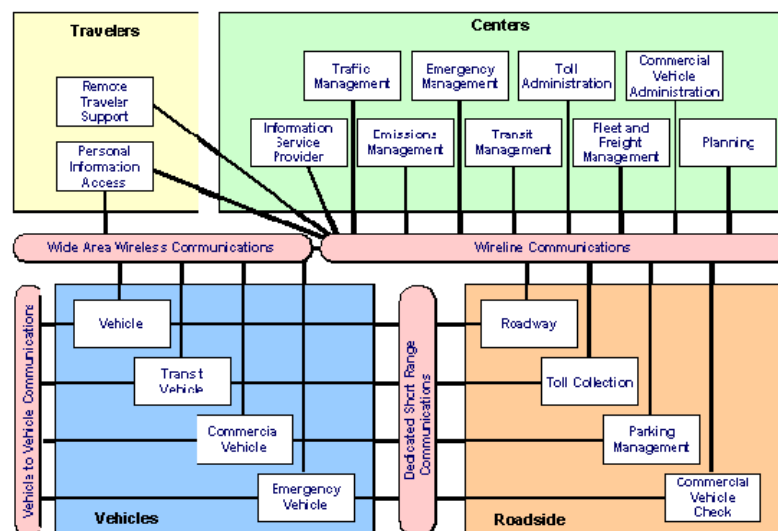 Travelers
Centers
Remote
Traveler
Support
Personal
Information
Access
Traffic
Management
Emergency
Management
Toll
Administration
Commercial
Vehicle
Administration
Information
Service
Provider
Emissions
Management
Transit
Management
Fleet and
Freight
Management
Planning
Wide Area Wireless Communications
Wireline Communications
Vehicle to Vehicle Communications
Vehicle
Transit
Vehicle
Commercia
Vehicle
Emergency
Vehicle
Vehicles
Dedicated Short Range
Communications
Roadway
Toll Collection
Parking
Management
Commercial
Vehicle
Check
Roadside